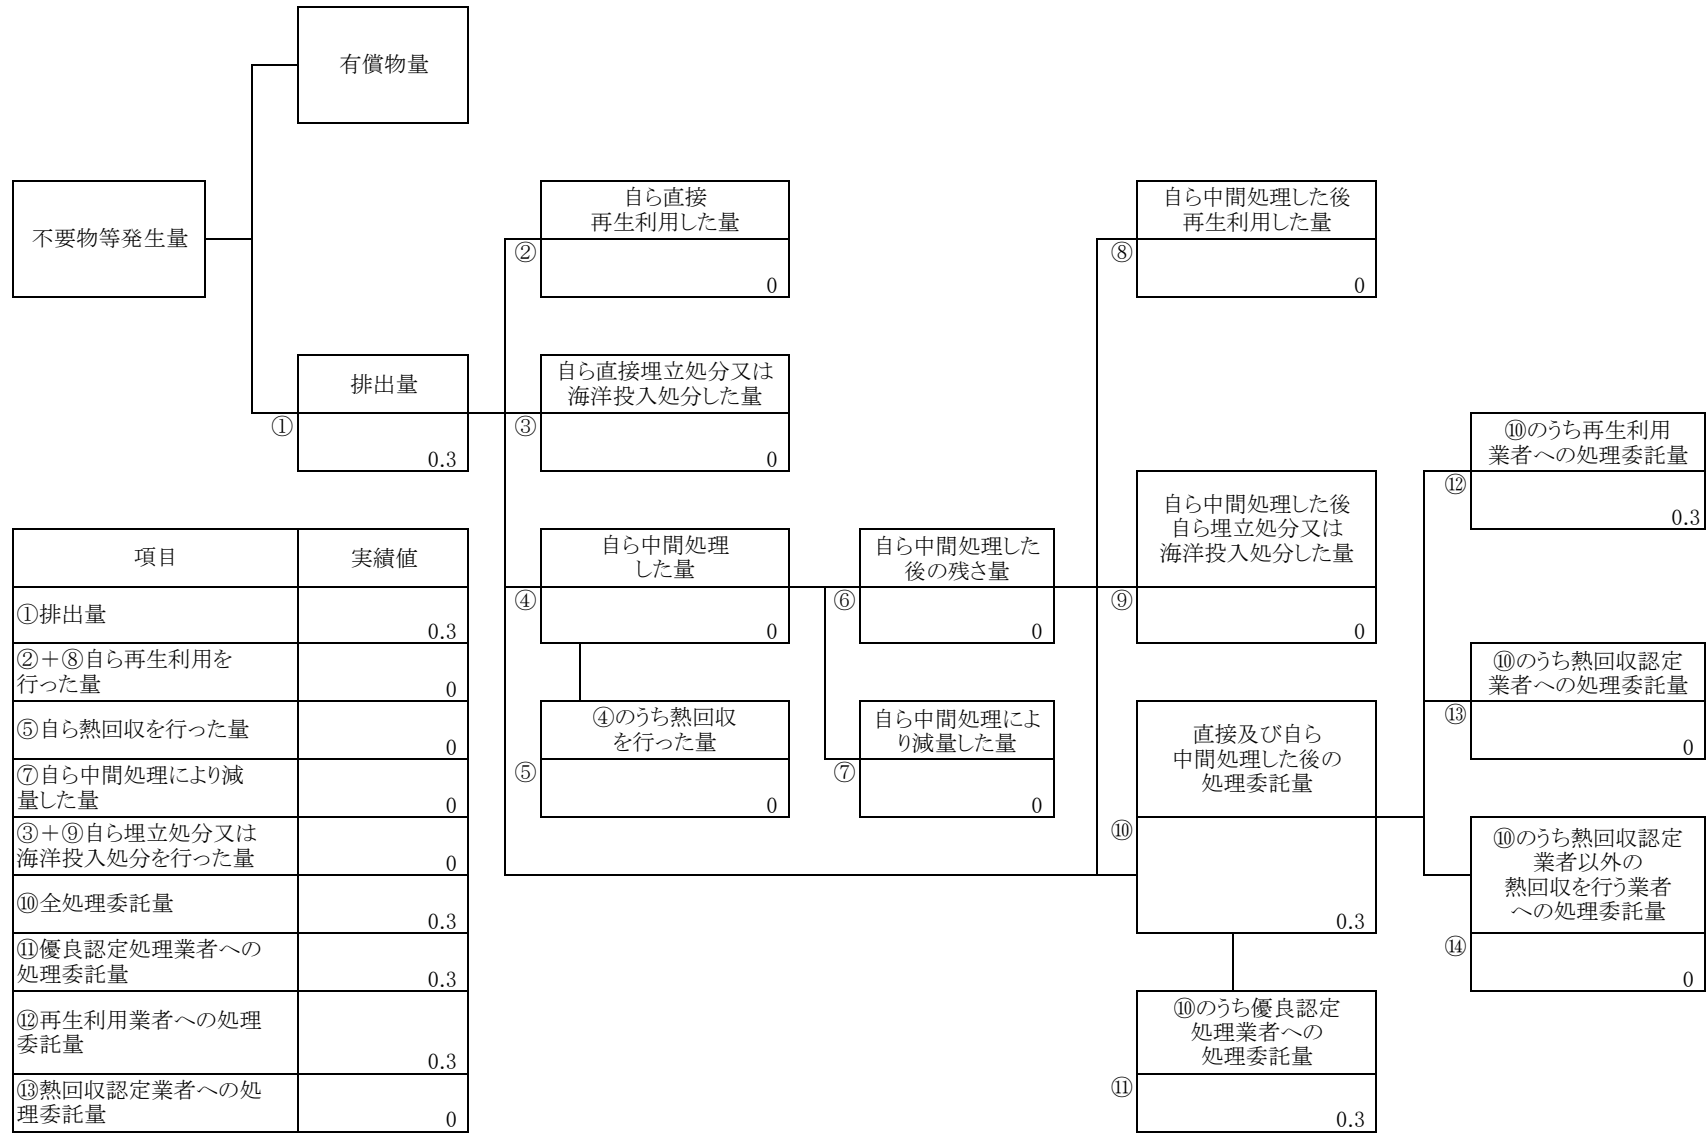 有償物量
不要物等発生量
排出量
①
0.3
自ら直接
再生利用した量
②
0
自ら直接埋立処分又は
海洋投入処分した量
③
0
自ら中間処理
した量
④
0
④のうち熱回収
を行った量
⑤
0
自ら中間処理した
後の残さ量
⑥
0
自ら中間処理によ
り減量した量
⑦
0
自ら中間処理した後
再生利用した量
⑧
0
自ら中間処理した後
自ら埋立処分又は
海洋投入処分した量
⑨
0
直接及び自ら
中間処理した後の
処理委託量
⑩
0.3
⑩のうち優良認定
処理業者への
処理委託量
⑪
0.3
⑩のうち再生利用
業者への処理委託量
⑫
0.3
⑩のうち熱回収認定
業者への処理委託量
⑬
0
⑩のうち熱回収認定
業者以外の
熱回収を行う業者
への処理委託量
⑭
0
項目 実績値
①排出量
0.3
②＋⑧自ら再生利用を
行った量
0
⑤自ら熱回収を行った量
0
⑦自ら中間処理により減
量した量
0
③＋⑨自ら埋立処分又は
海洋投入処分を行った量
0
⑩全処理委託量
0.3
⑪優良認定処理業者への
処理委託量
0.3
⑫再生利用業者への処理
委託量
0.3
⑬熱回収認定業者への処
理委託量
0